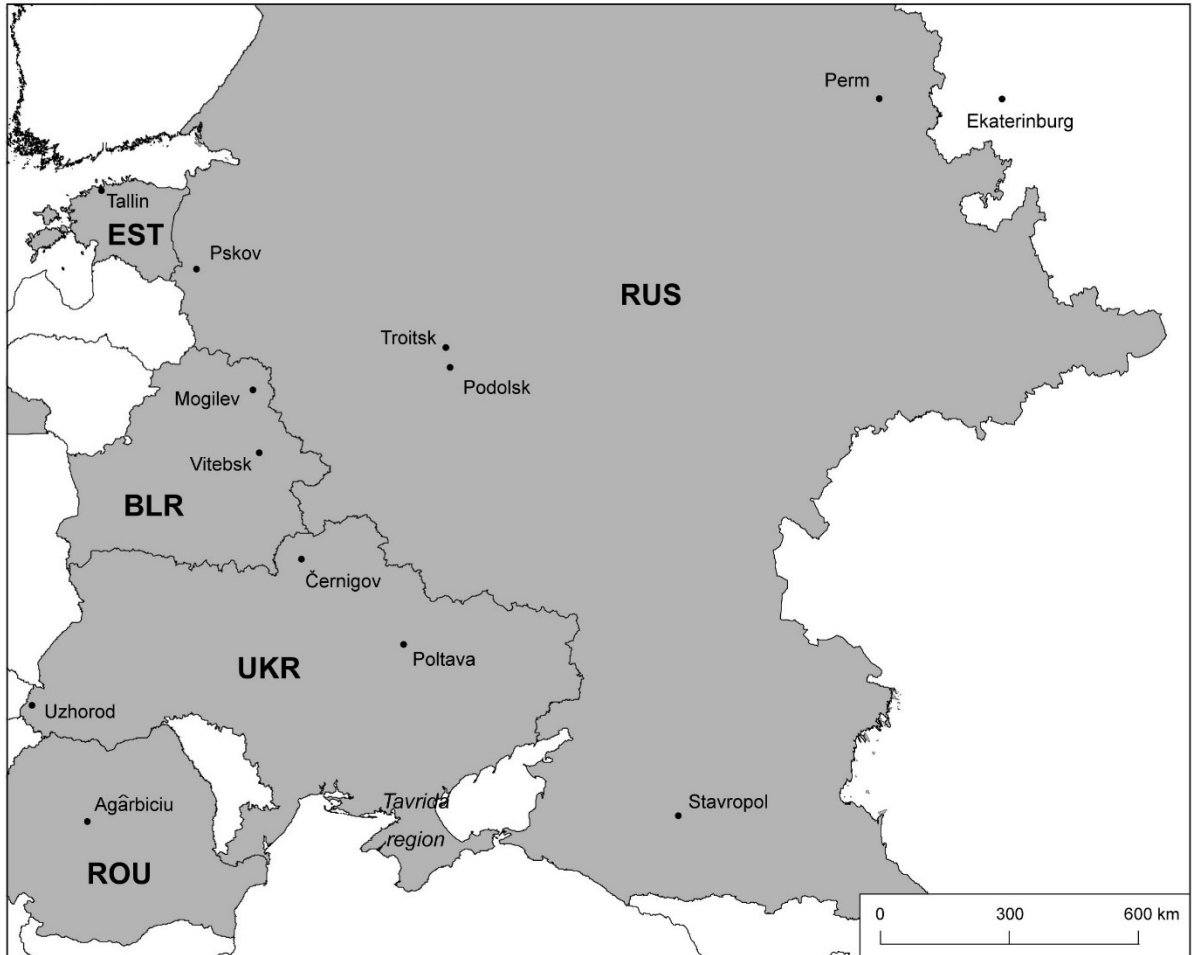 Perm
Ekaterinburg
Tallin
EST
Pskov
RUS
Troitsk
Podolsk
Mogilev
Vitebsk
BLR
Černigov
Poltava
UKR
Uzhorod
Agârbiciu
Tavrida
region
Stavropol
ROU
0 300 600 km